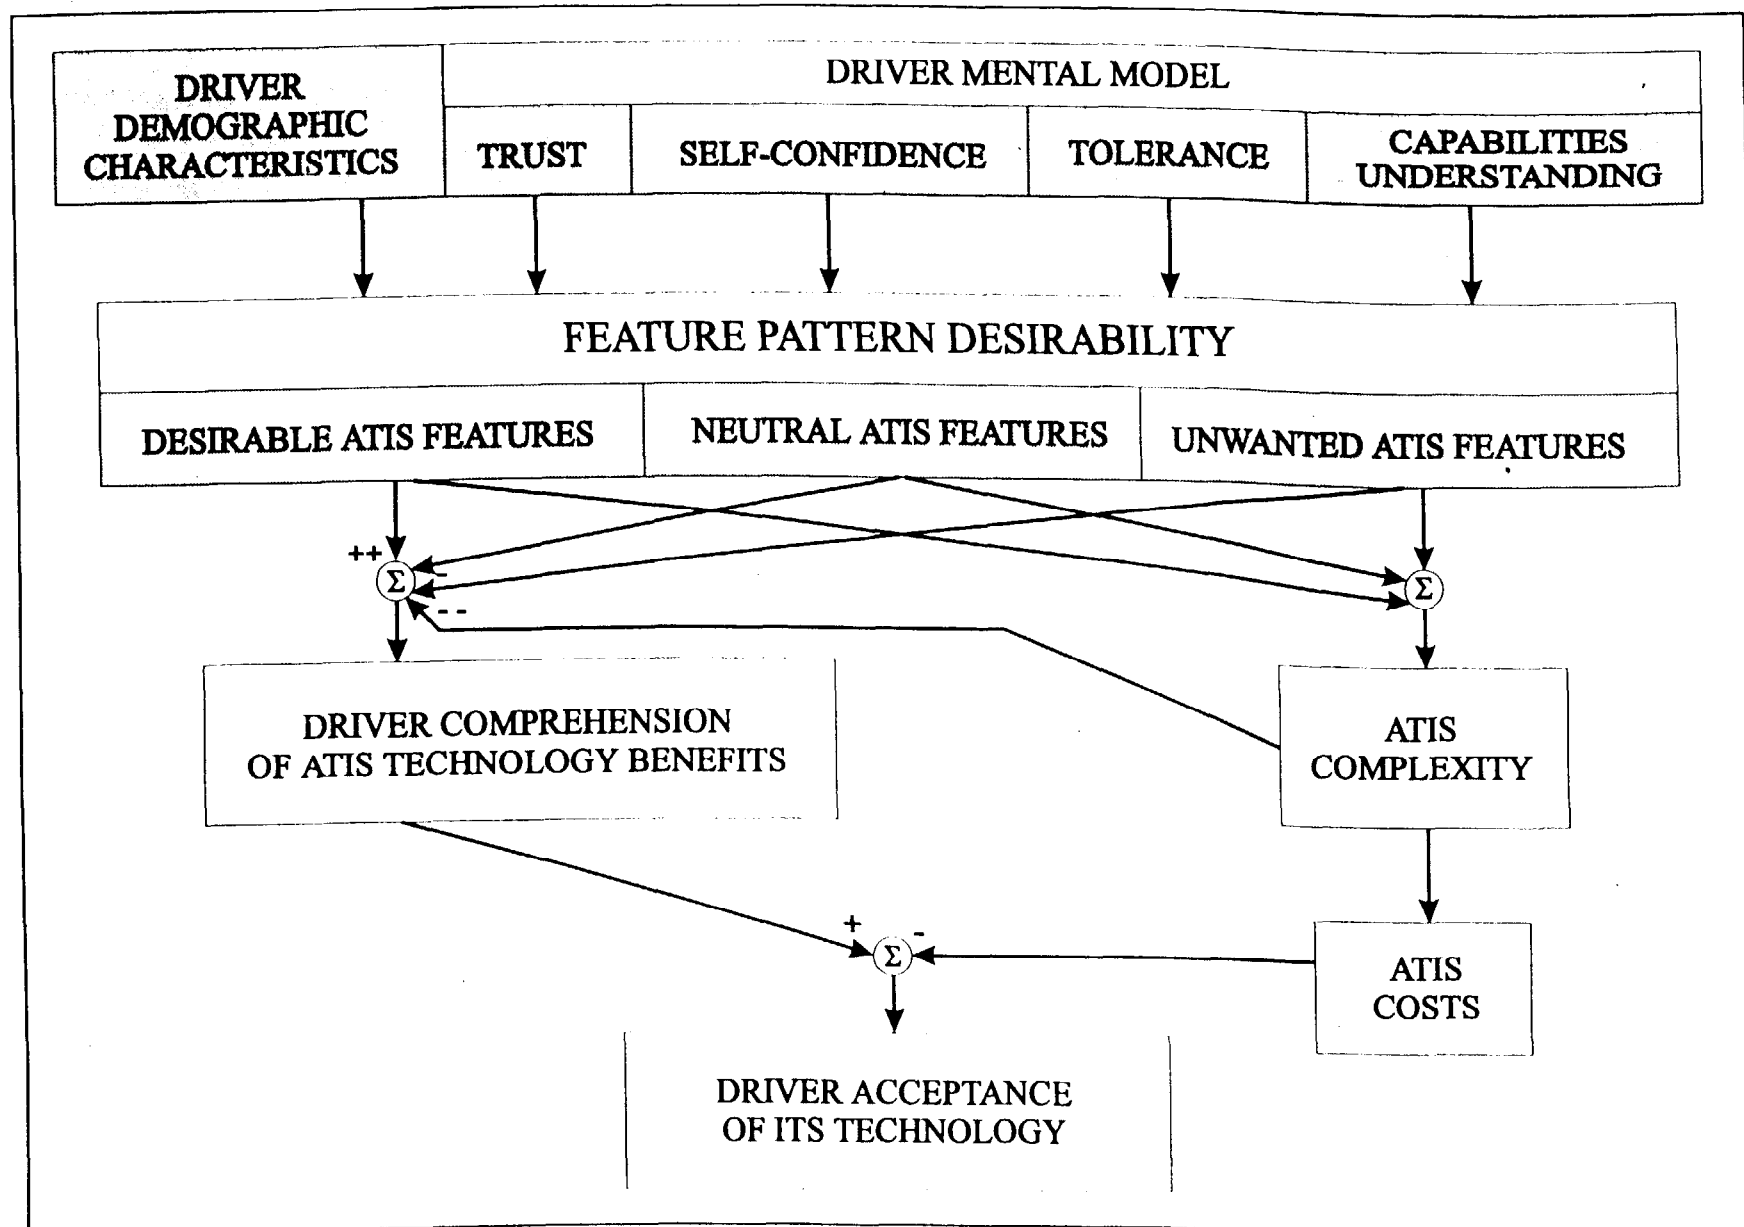 DRIVER
DEMOGRAPHIC
CHARACTERISTICS
DRIVER MENTAL MODEL
TRUST
SELF-CONFIDENCE
TOLERANCE
CAPABILITIES
UNDERSTANDING
FEATURE PATTERN DESIRABILITY
DESIRABLE ATIS FEATURES
NEUTRAL ATIS FEATURES
UNWANTED ATIS FEATURES
++
-
Σ
Σ
--
DRIVER COMPREHENSION
OF ATIS TECHNOLOGY BENEFITS
ATIS
COMPLEXITY
+
-
Σ
ATIS
COSTS
DRIVER ACCEPTANCE
OF ITS TECHNOLOGY